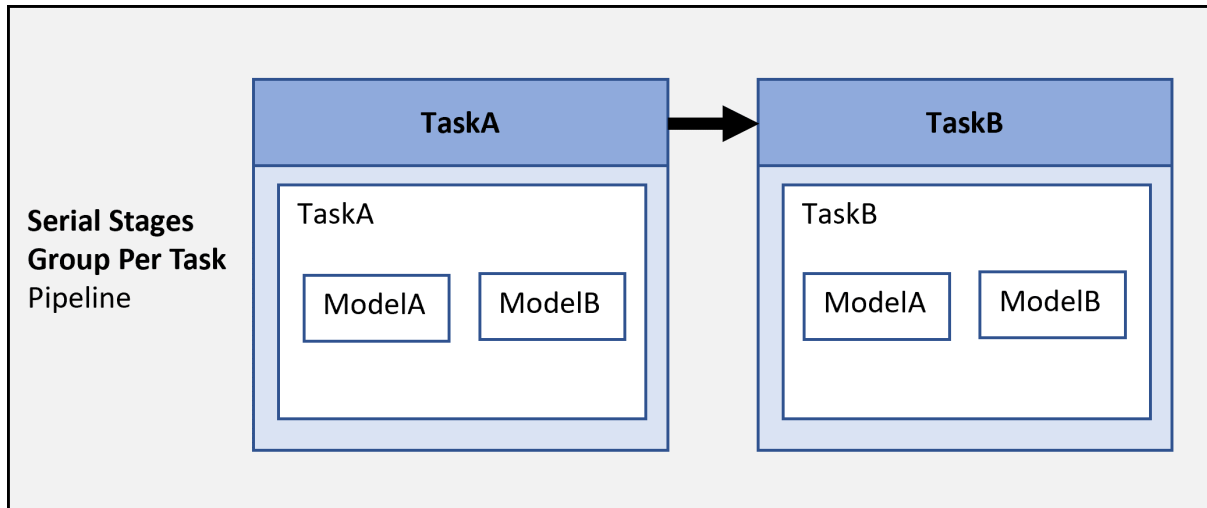 Serial Stages
Group Per Task
Pipeline
TaskA
TaskA
ModelA
ModelB
TaskB
TaskB
ModelA
ModelB